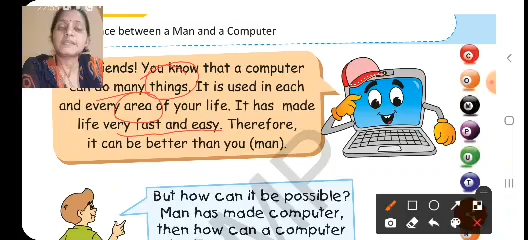 nce between a Man and a Computer
ends! You know that a computer
can do many things. It is used in each
and every area of your life. It has made
life very fast and easy. Therefore,
it can be better than you (man).
But how can it be possible?
Man has made computer,
then how can a computer
C
O
M
P
U
T